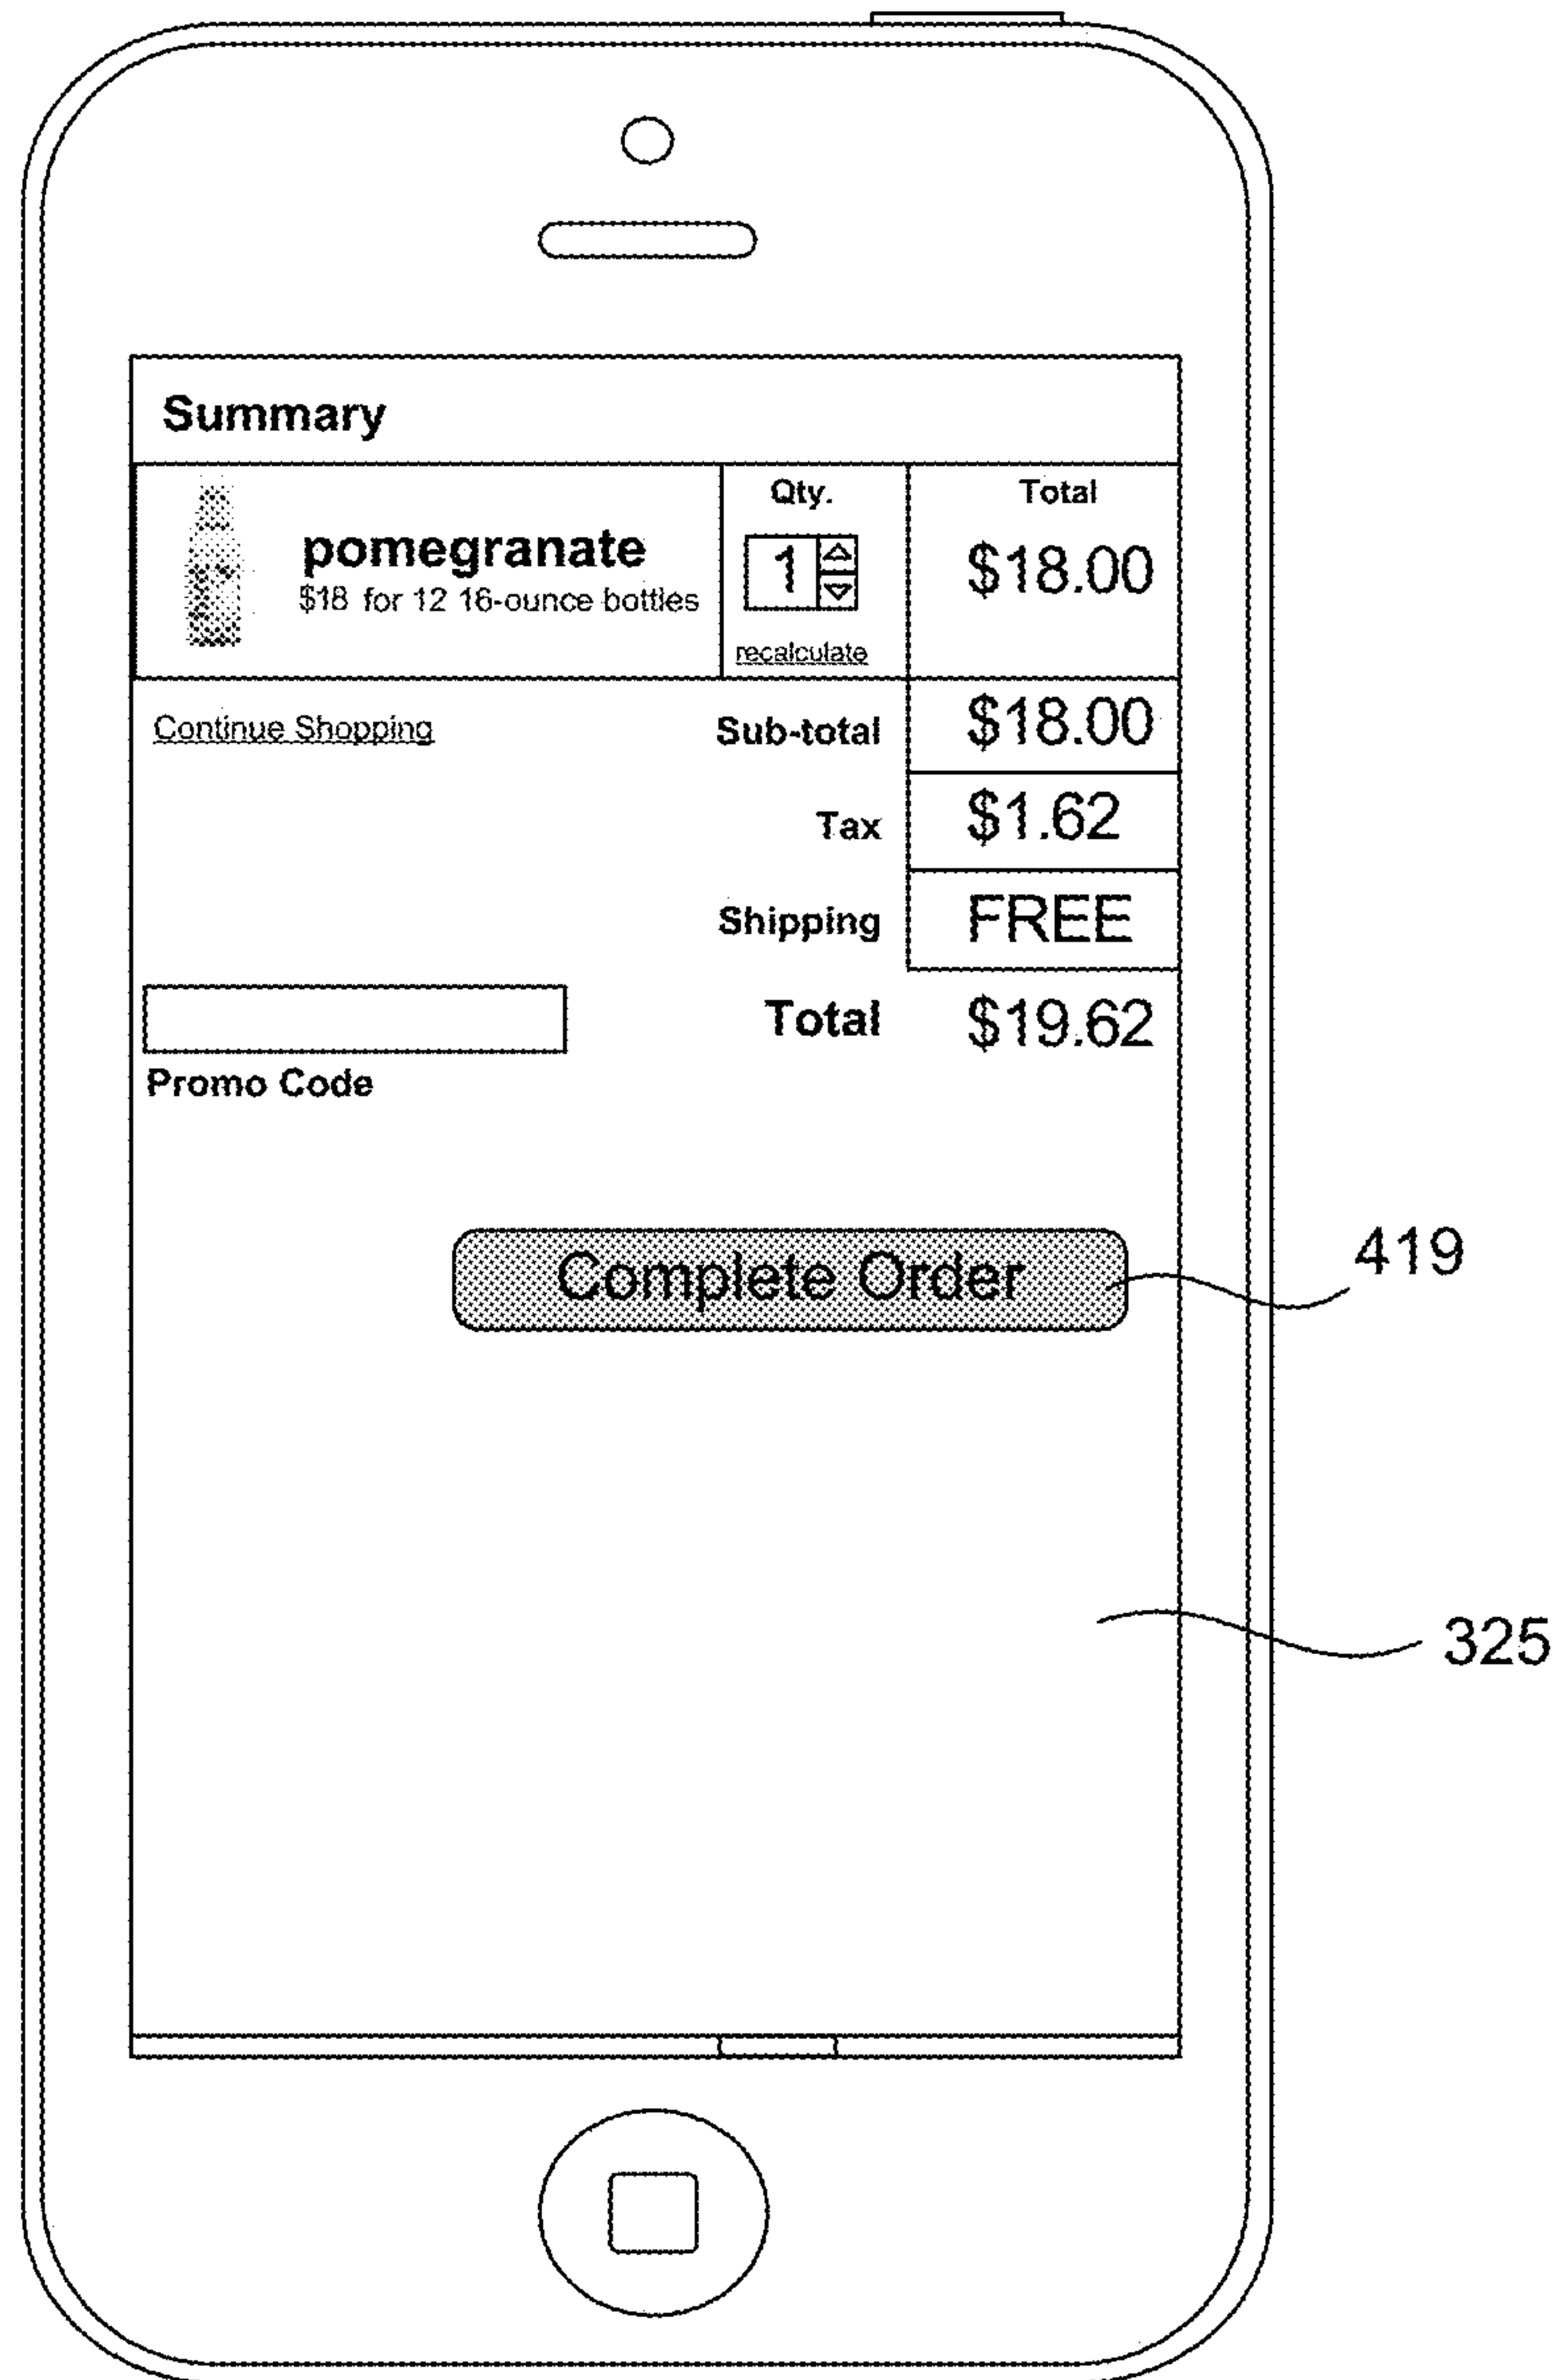 Summary
Qty. Total
pomegranate 1 $18.00
$18 for 12 16-ounce bottles
recalculate
Continue Shopping Sub-total $18.00
Tax $1.62
Shipping FREE
Total $19.62
Promo Code
Complete Order 419
325